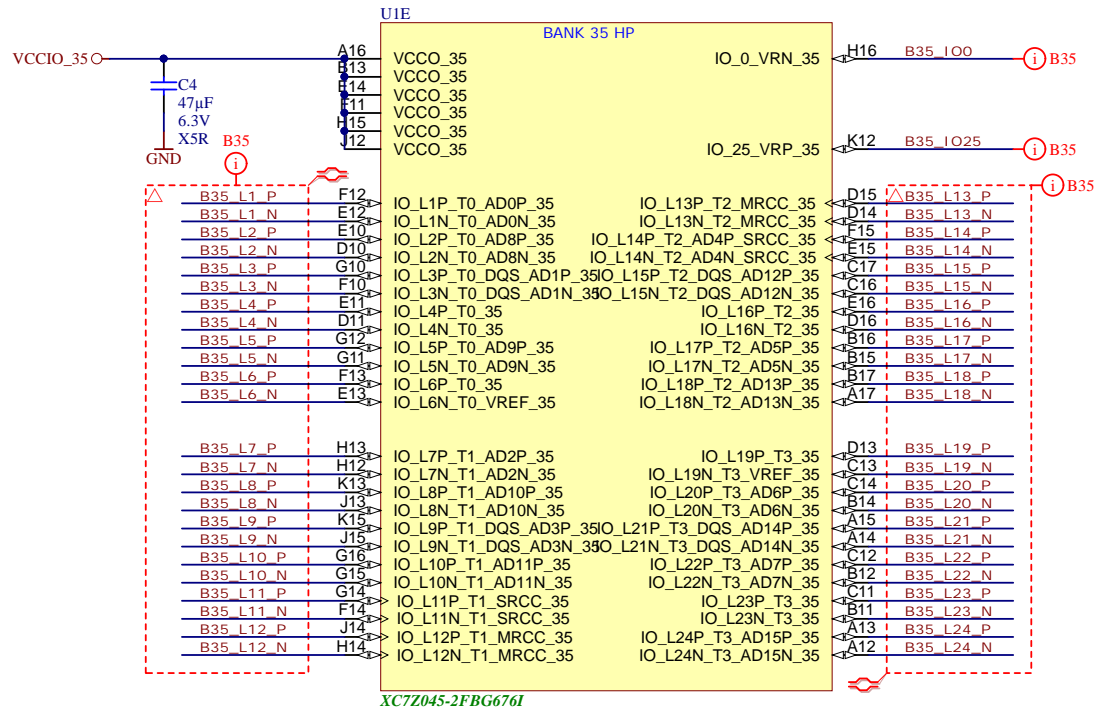 U1E
BANK 35 HP
VCCIO_35
A16 VCCO_35 IO_0_VRN_35 H16 B35_IO0 i B35
B13 VCCO_35
E14 VCCO_35
C4
47µF
6.3V
X5R
GND
F11 VCCO_35
H15 VCCO_35
J12 VCCO_35 IO_25_VRP_35 K12 B35_IO25 i B35
B35 i
i B35
B35_L1_P F12 IO_L1P_T0_AD0P_35 IO_L13P_T2_MRCC_35 D15 B35_L13_P
B35_L1_N E12 IO_L1N_T0_AD0N_35 IO_L13N_T2_MRCC_35 D14 B35_L13_N
B35_L2_P E10 IO_L2P_T0_AD8P_35 IO_L14P_T2_AD4P_SRCC_35 F15 B35_L14_P
B35_L2_N D10 IO_L2N_T0_AD8N_35 IO_L14N_T2_AD4N_SRCC_35 E15 B35_L14_N
B35_L3_P G10 IO_L3P_T0_DQS_AD1P_35 IO_L15P_T2_DQS_AD12P_35 C17 B35_L15_P
B35_L3_N F10 IO_L3N_T0_DQS_AD1N_35 IO_L15N_T2_DQS_AD12N_35 C16 B35_L15_N
B35_L4_P E11 IO_L4P_T0_35 IO_L16P_T2_35 E16 B35_L16_P
B35_L4_N D11 IO_L4N_T0_35 IO_L16N_T2_35 D16 B35_L16_N
B35_L5_P G12 IO_L5P_T0_AD9P_35 IO_L17P_T2_AD5P_35 B16 B35_L17_P
B35_L5_N G11 IO_L5N_T0_AD9N_35 IO_L17N_T2_AD5N_35 B15 B35_L17_N
B35_L6_P F13 IO_L6P_T0_35 IO_L18P_T2_AD13P_35 B17 B35_L18_P
B35_L6_N E13 IO_L6N_T0_VREF_35 IO_L18N_T2_AD13N_35 A17 B35_L18_N
B35_L7_P H13 IO_L7P_T1_AD2P_35 IO_L19P_T3_35 D13 B35_L19_P
B35_L7_N H12 IO_L7N_T1_AD2N_35 IO_L19N_T3_VREF_35 C13 B35_L19_N
B35_L8_P K13 IO_L8P_T1_AD10P_35 IO_L20P_T3_AD6P_35 C14 B35_L20_P
B35_L8_N J13 IO_L8N_T1_AD10N_35 IO_L20N_T3_AD6N_35 B14 B35_L20_N
B35_L9_P K15 IO_L9P_T1_DQS_AD3P_35 IO_L21P_T3_DQS_AD14P_35 A15 B35_L21_P
B35_L9_N J15 IO_L9N_T1_DQS_AD3N_35 IO_L21N_T3_DQS_AD14N_35 A14 B35_L21_N
B35_L10_P G16 IO_L10P_T1_AD11P_35 IO_L22P_T3_AD7P_35 C12 B35_L22_P
B35_L10_N G15 IO_L10N_T1_AD11N_35 IO_L22N_T3_AD7N_35 B12 B35_L22_N
B35_L11_P G14 IO_L11P_T1_SRCC_35 IO_L23P_T3_35 C11 B35_L23_P
B35_L11_N F14 IO_L11N_T1_SRCC_35 IO_L23N_T3_35 B11 B35_L23_N
B35_L12_P J14 IO_L12P_T1_MRCC_35 IO_L24P_T3_AD15P_35 A13 B35_L24_P
B35_L12_N H14 IO_L12N_T1_MRCC_35 IO_L24N_T3_AD15N_35 A12 B35_L24_N
XC7Z045-2FBG676I